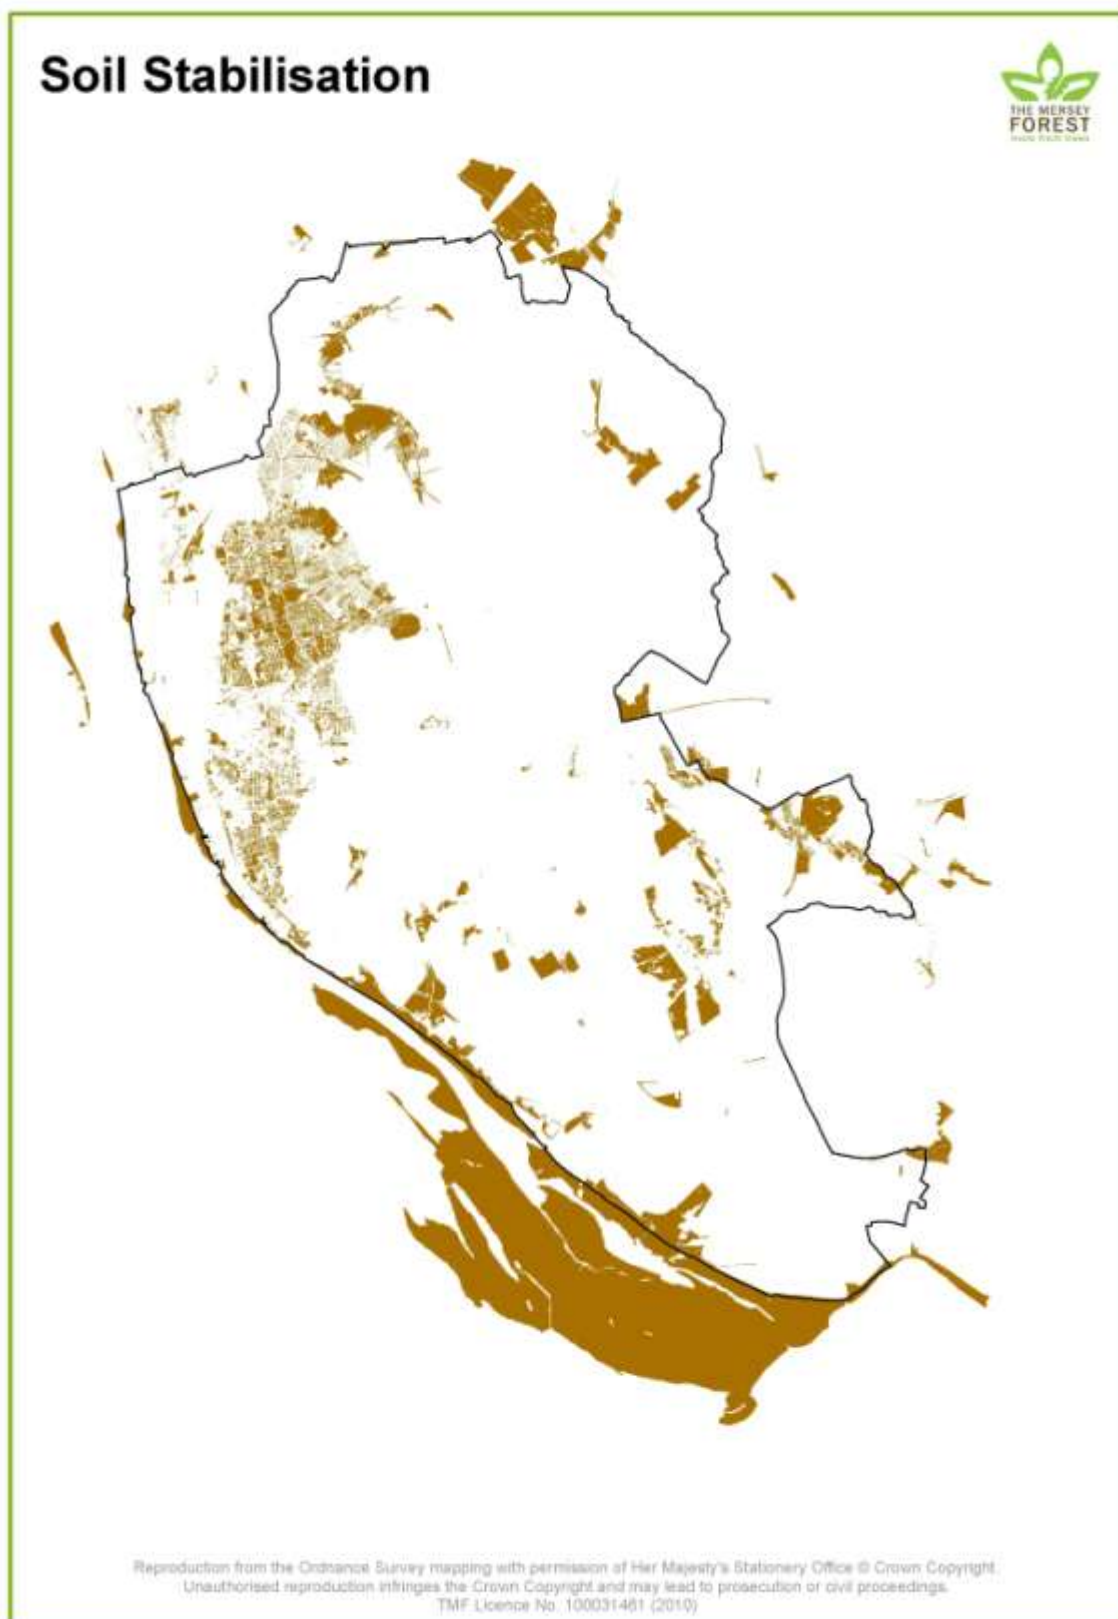 Soil Stabilisation
THE MERSEY
FOREST
Reproduction from the Ordnance Survey mapping with permission of Her Majesty's Stationery Office © Crown Copyright.
Unauthorised reproduction infringes the Crown Copyright and may lead to prosecution or civil proceedings.
TMF Licence No. 100031461 (2010)